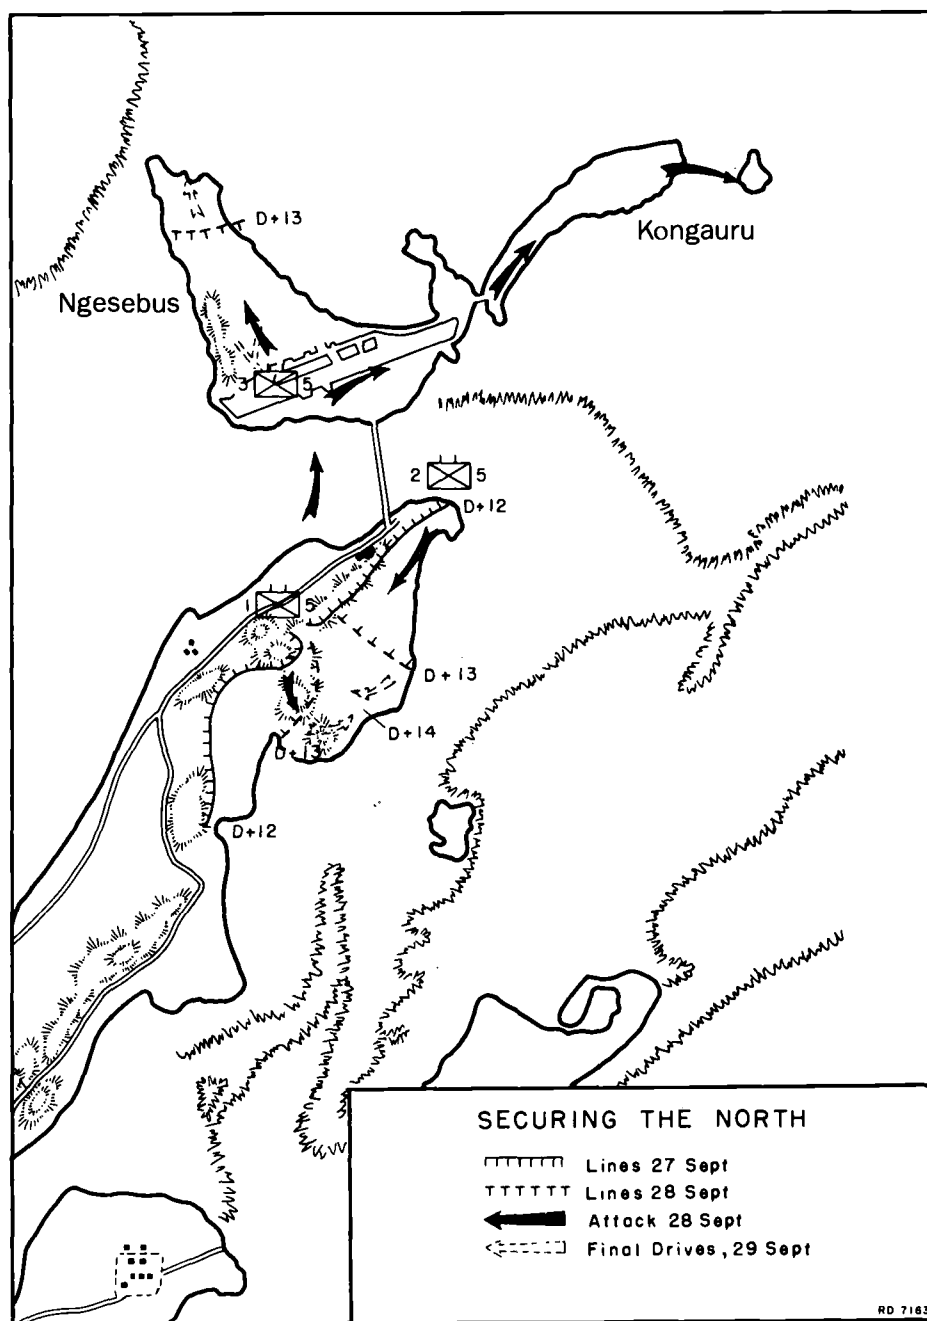 D+13
Kongauru
Ngesebus
3 5
2 5
D+12
1 5
D+13
D+14
D+13
D+12
SECURING THE NORTH
Lines 27 Sept
Lines 28 Sept
Attack 28 Sept
Final Drives, 29 Sept
RD 7163